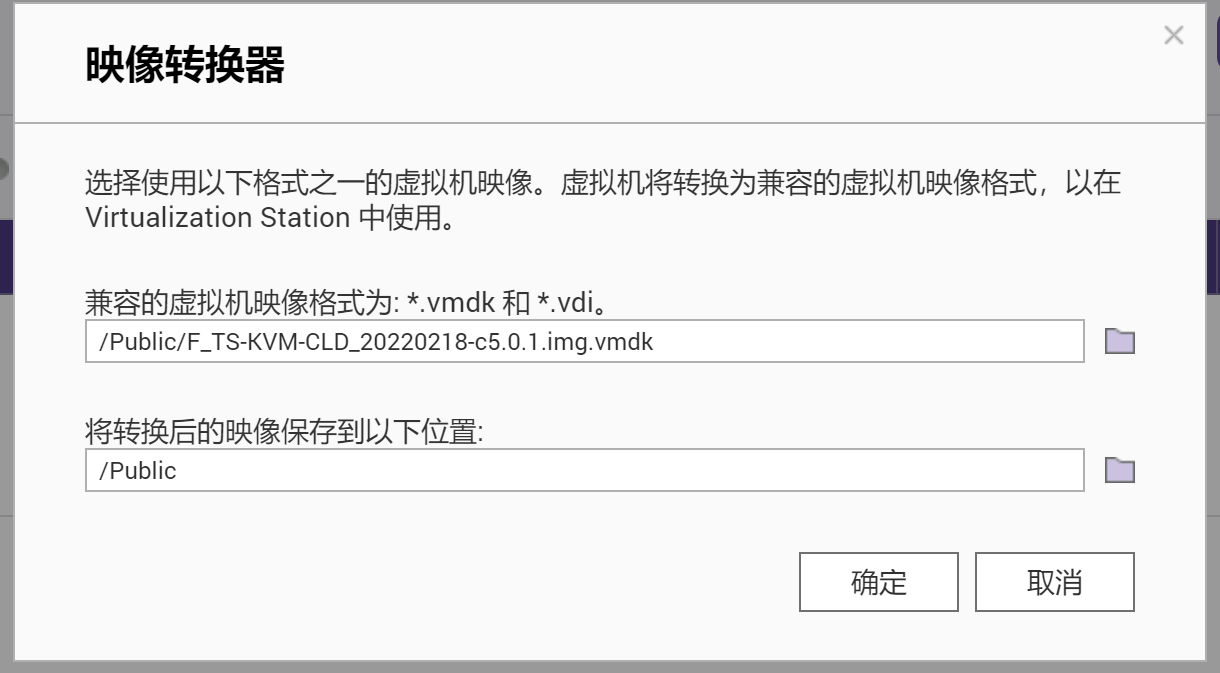 映像转换器
选择使用以下格式之一的虚拟机映像。虚拟机将转换为兼容的虚拟机映像格式，以在
Virtualization Station 中使用。
兼容的虚拟机映像格式为: *.vmdk 和 *.vdi。
/Public/F_TS-KVM-CLD_20220218-c5.0.1.img.vmdk
将转换后的映像保存到以下位置:
/Public
确定
取消